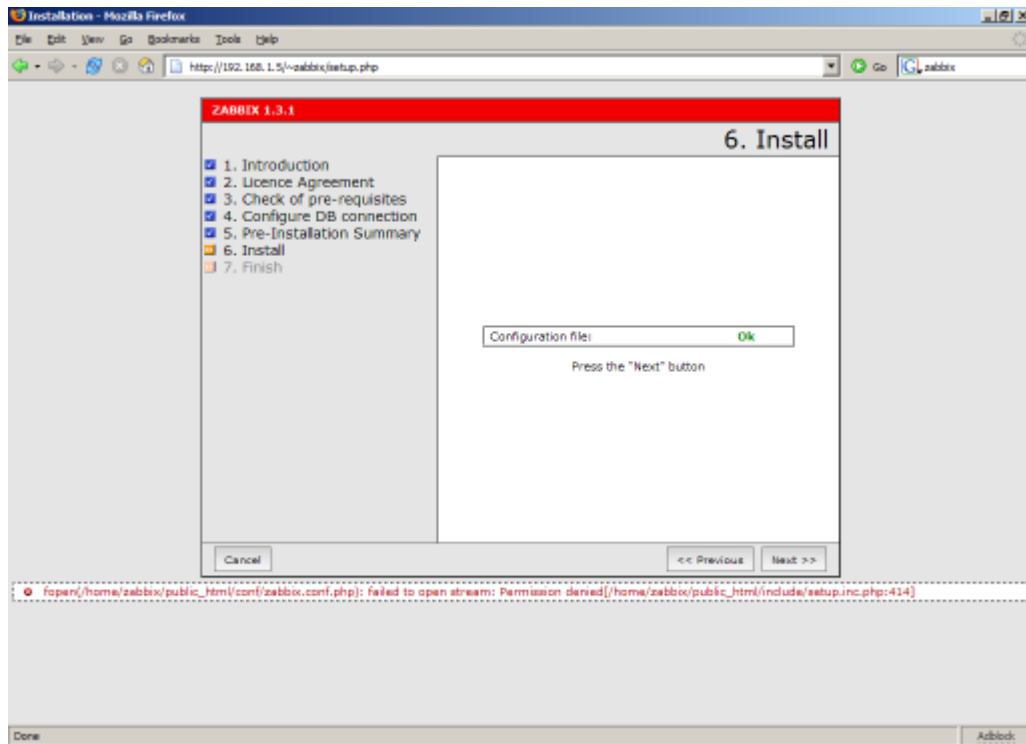 Installation - Mozilla Firefox
File Edit View Go Bookmarks Tools Help
http://192.168.1.5/~zabbix/setup.php Go zabbix
ZABBIX 1.3.1
6. Install
1. Introduction
2. Licence Agreement
3. Check of pre-requisites
4. Configure DB connection
5. Pre-Installation Summary
6. Install
7. Finish
Configuration file: Ok
Press the "Next" button
Cancel << Previous Next >>
fopen(/home/zabbix/public_html/conf/zabbix.conf.php): failed to open stream: Permission denied[/home/zabbix/public_html/include/setup.inc.php:414]
Done Adblock